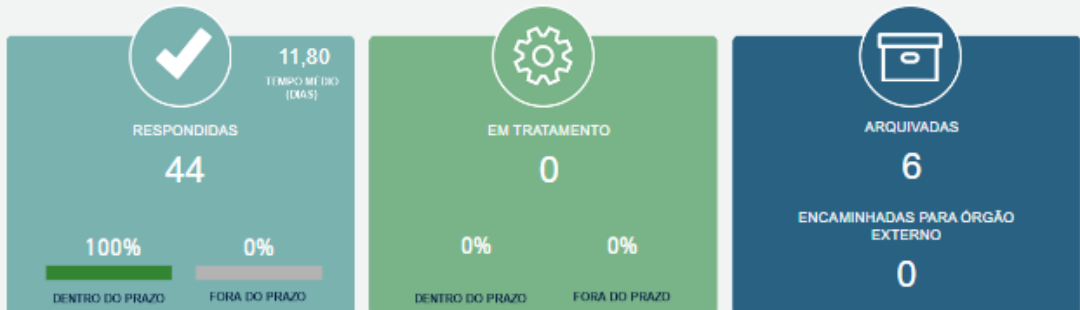 11,80
TEMPO MÉDIO
(DIAS)
RESPONDIDAS
44
100%
0%
DENTRO DO PRAZO
FORA DO PRAZO
EM TRATAMENTO
0
0%
0%
DENTRO DO PRAZO
FORA DO PRAZO
ARQUIVADAS
6
ENCAMINHADAS PARA ÓRGÃO
EXTERNO
0